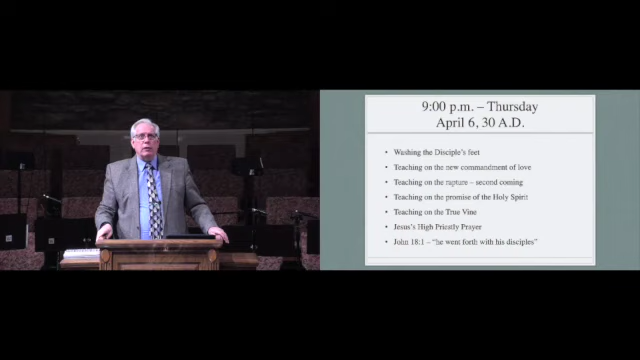 9:00 p.m. – Thursday
April 6, 30 A.D.
• Washing the Disciple's feet
• Teaching on the new commandment of love
• Teaching on the rapture – second coming
• Teaching on the promise of the Holy Spirit
• Teaching on the True Vine
• Jesus's High Priestly Prayer
• John 18:1 – "he went forth with his disciples"